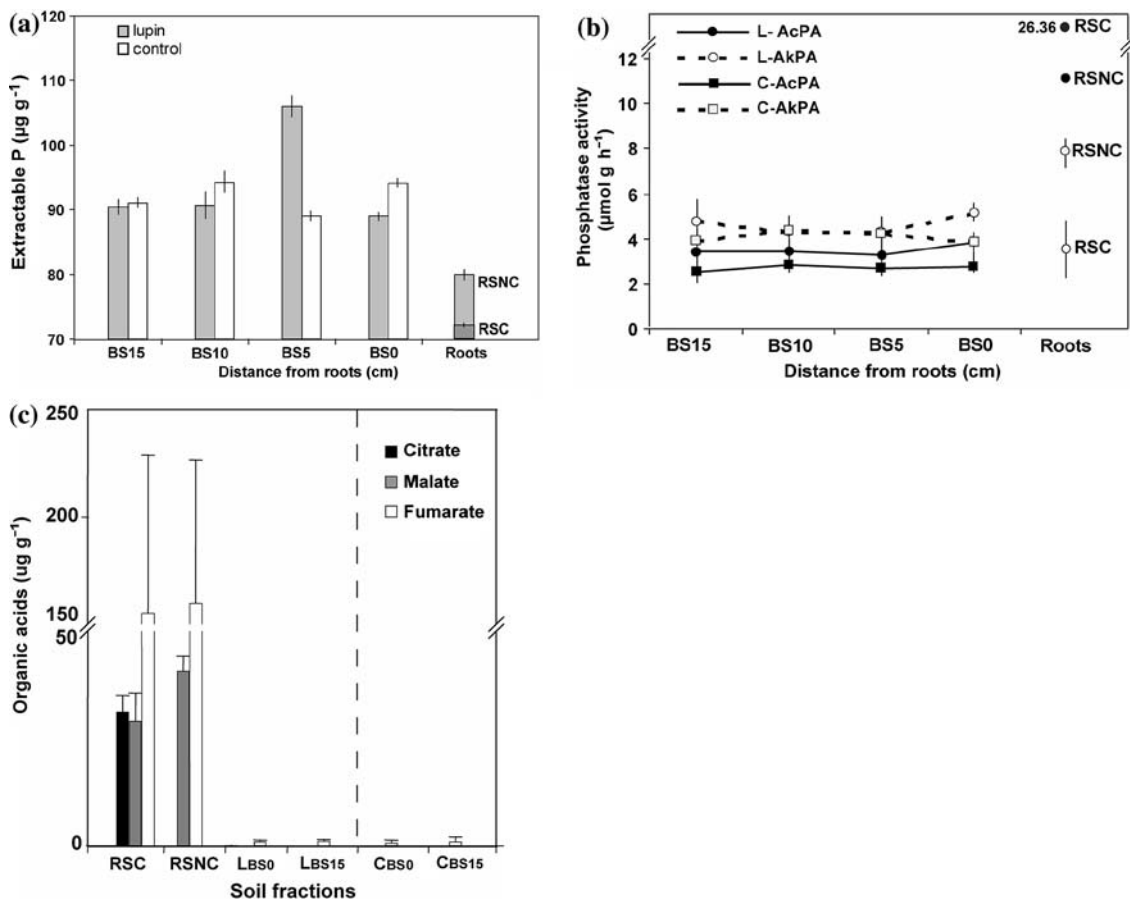 (a)
120
110
100
90
80
70
Extractable P (µg g⁻¹)
lupin
control
RSNC
RSC
BS15 BS10 BS5 BS0 Roots
Distance from roots (cm)
(b)
12
10
8
6
4
2
0
Phosphatase activity
(µmol g h⁻¹)
L- AcPA
L-AkPA
C-AcPA
C-AkPA
26.36 RSC
RSNC
RSNC
RSC
BS15 BS10 BS5 BS0 Roots
Distance from roots (cm)
(c)
250
200
150
50
0
Organic acids (ug g⁻¹)
Citrate
Malate
Fumarate
RSC RSNC LBS0 LBS15 CBS0 CBS15
Soil fractions